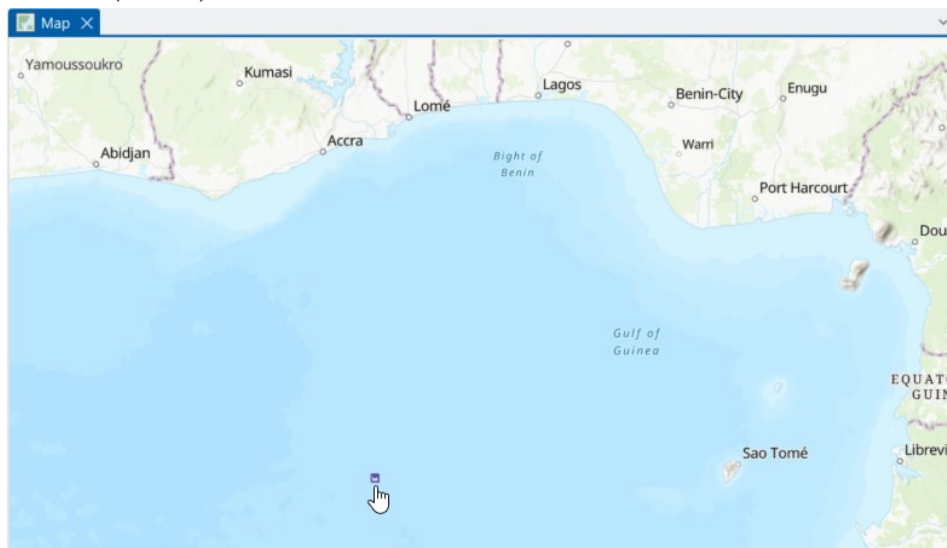 Map
Yamoussoukro
Kumasi
Lagos
Benin-City
Enugu
Lomé
Accra
Abidjan
Warri
Bight of
Benin
Port Harcourt
Dou
Gulf of
Guinea
EQUAT
GUIN
Sao Tomé
Librevi